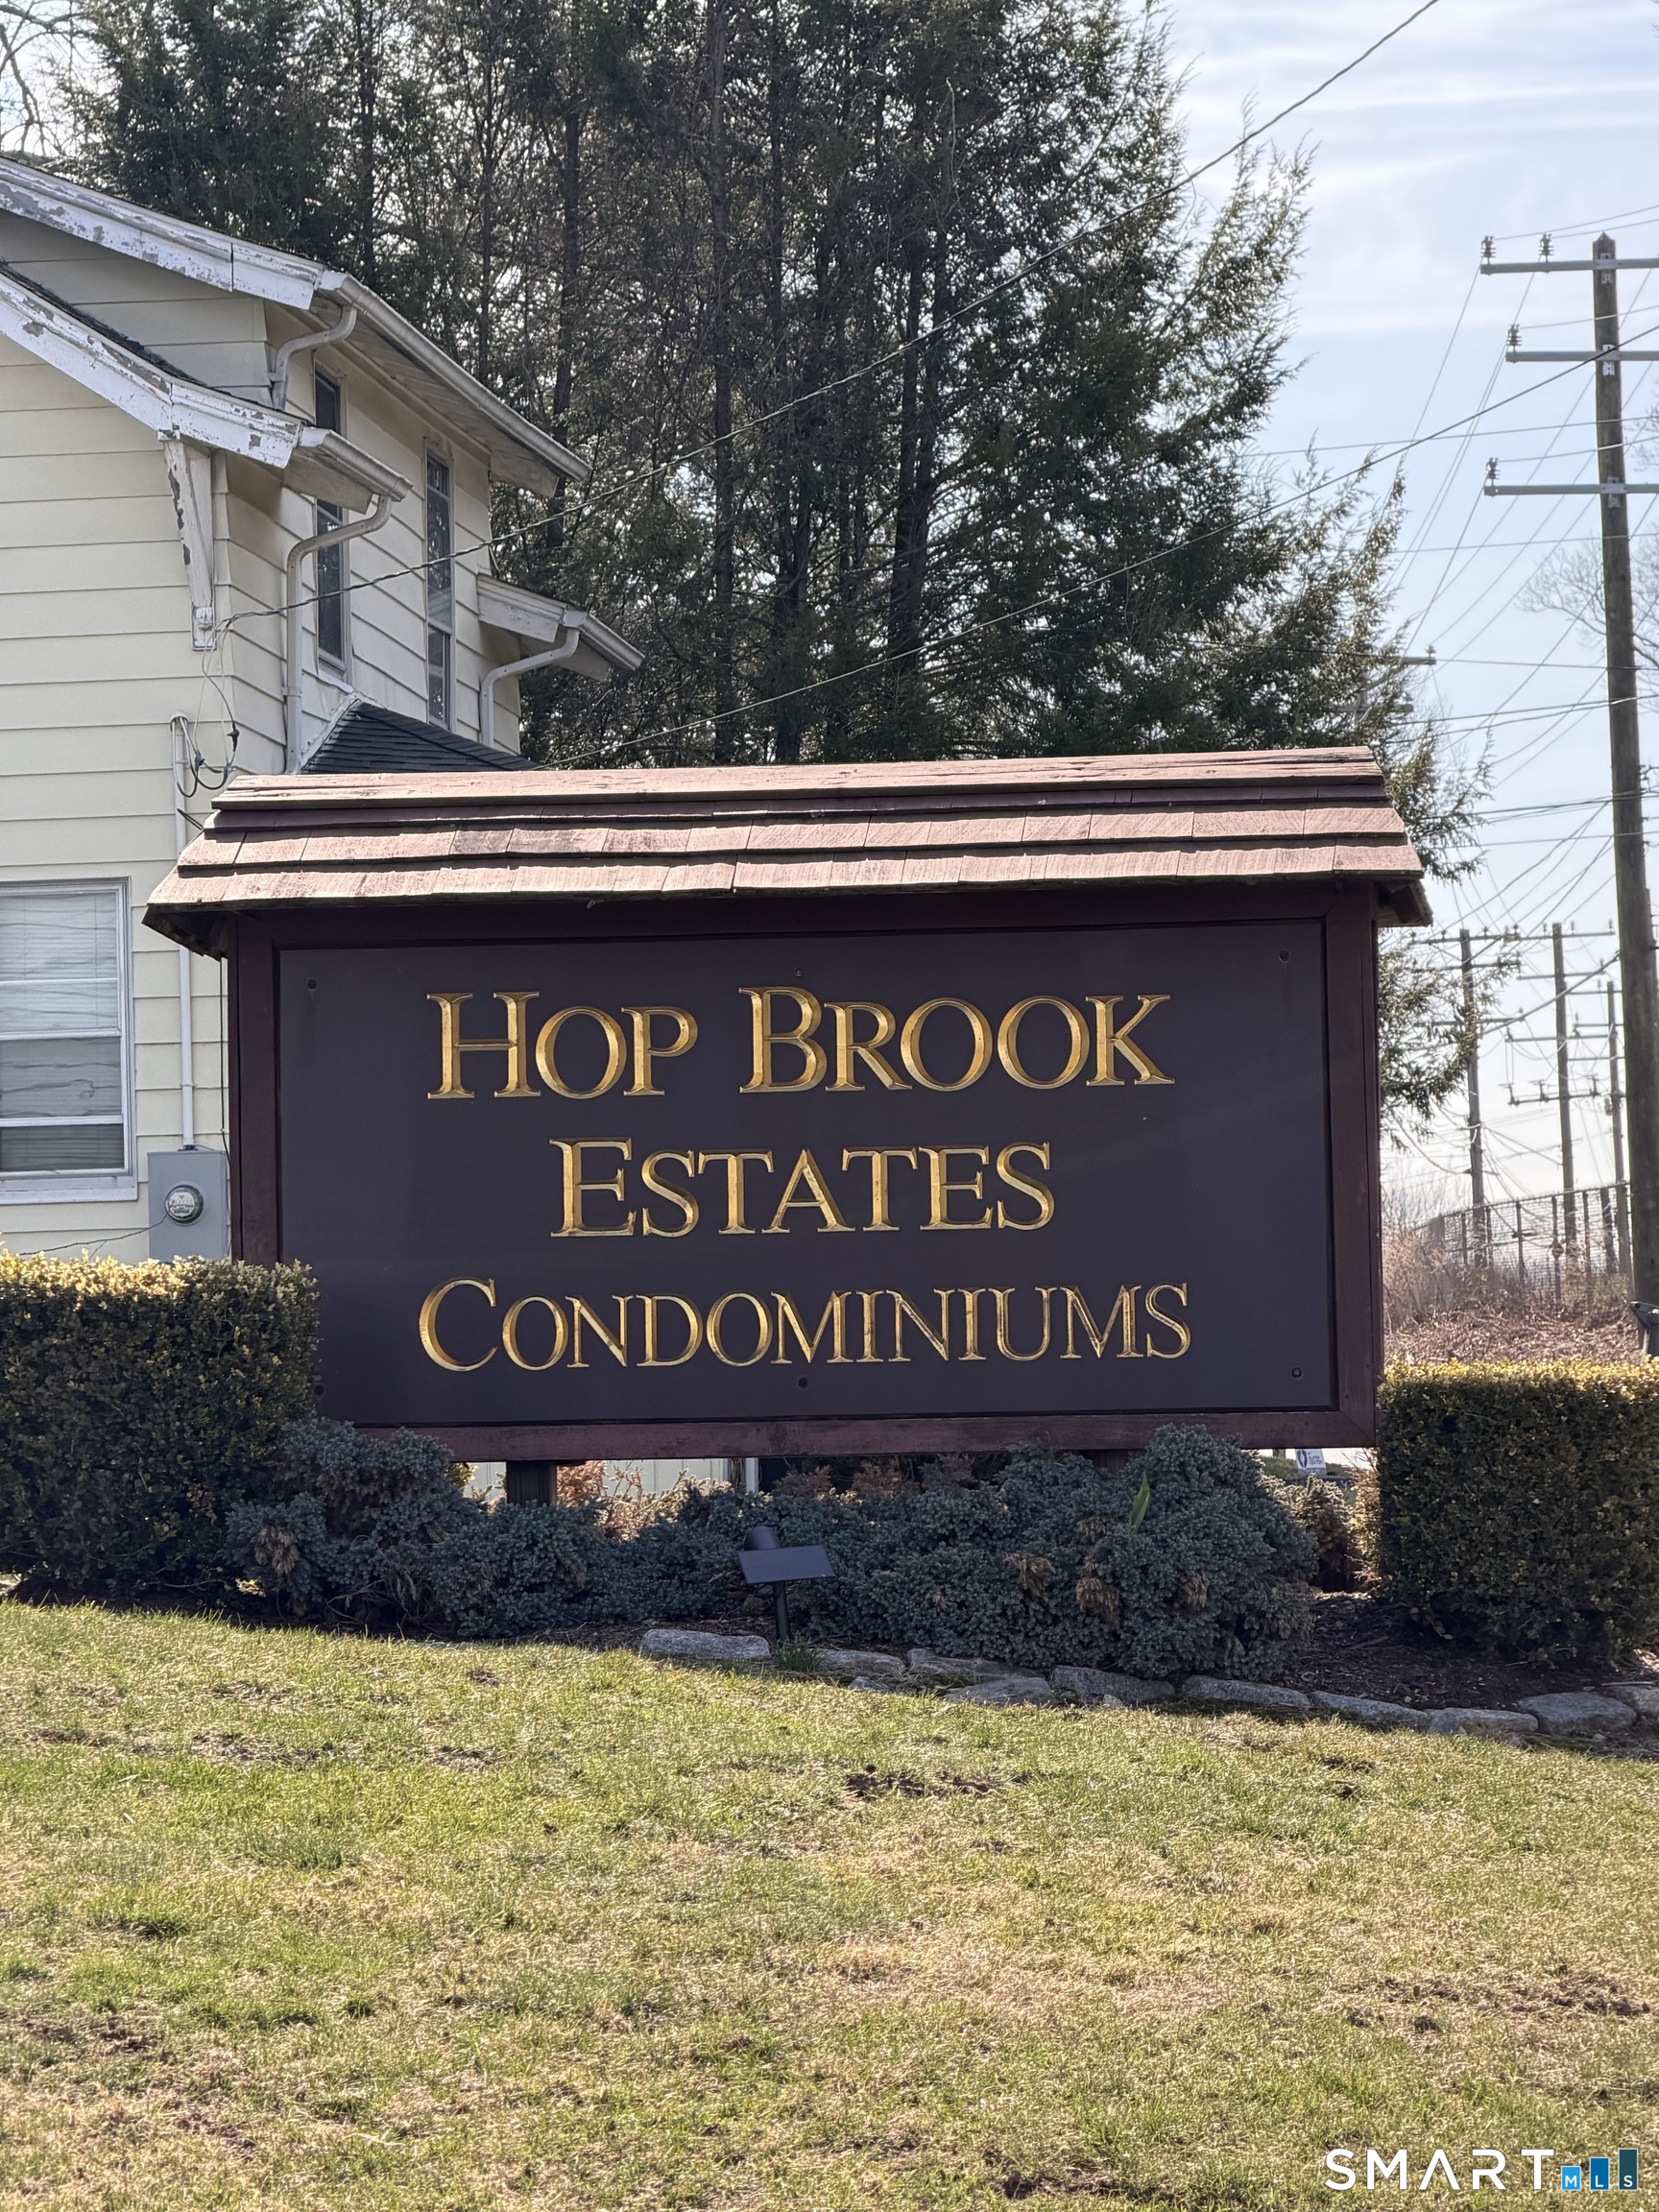 HOP BROOK
ESTATES
CONDOMINIUMS
SMART MLS